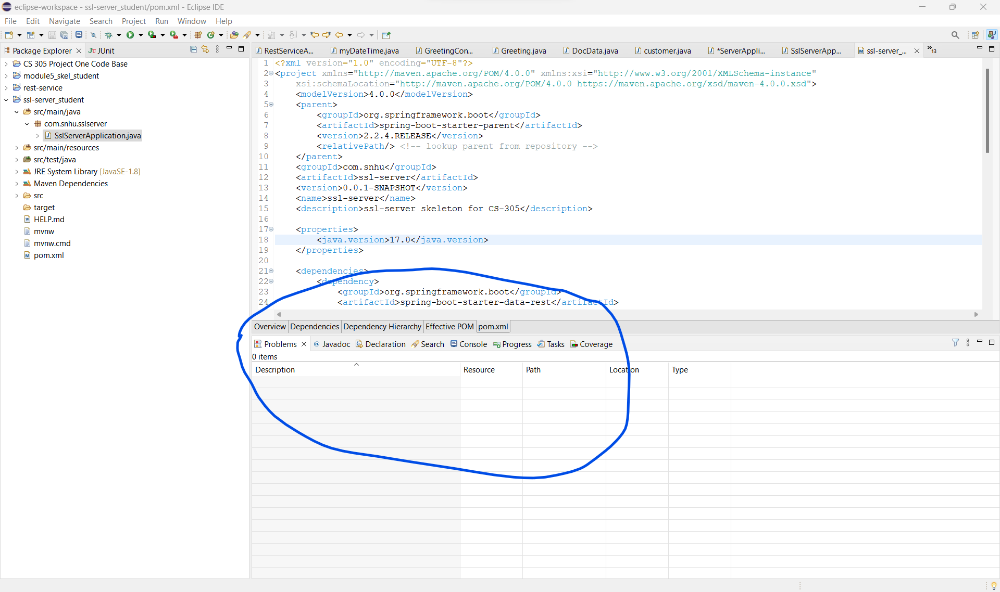 eclipse-workspace - ssl-server_student/pom.xml - Eclipse IDE
File Edit Navigate Search Project Run Window Help
Package Explorer JUnit
RestServiceA... myDateTime.java GreetingCon... Greeting.java DocData.java customer.java *ServerAppli... SslServerApp... ssl-server_... »13
CS 305 Project One Code Base
module5_skel_student
rest-service
ssl-server_student
src/main/java
com.snhu.sslserver
SslServerApplication.java
src/main/resources
src/test/java
JRE System Library [JavaSE-1.8]
Maven Dependencies
src
target
HELP.md
mvnw
mvnw.cmd
pom.xml
1 <?xml version="1.0" encoding="UTF-8"?>
2 <project xmlns="http://maven.apache.org/POM/4.0.0" xmlns:xsi="http://www.w3.org/2001/XMLSchema-instance"
3 xsi:schemaLocation="http://maven.apache.org/POM/4.0.0 https://maven.apache.org/xsd/maven-4.0.0.xsd">
4 <modelVersion>4.0.0</modelVersion>
5 <parent>
6 <groupId>org.springframework.boot</groupId>
7 <artifactId>spring-boot-starter-parent</artifactId>
8 <version>2.2.4.RELEASE</version>
9 <relativePath/> <!-- lookup parent from repository -->
10 </parent>
11 <groupId>com.snhu</groupId>
12 <artifactId>ssl-server</artifactId>
13 <version>0.0.1-SNAPSHOT</version>
14 <name>ssl-server</name>
15 <description>ssl-server skeleton for CS-305</description>
16
17 <properties>
18 <java.version>17.0</java.version>
19 </properties>
20
21 <dependencies>
22 <dependency>
23 <groupId>org.springframework.boot</groupId>
24 <artifactId>spring-boot-starter-data-rest</artifactId>
Overview Dependencies Dependency Hierarchy Effective POM pom.xml
Problems Javadoc Declaration Search Console Progress Tasks Coverage
0 items
Description Resource Path Location Type